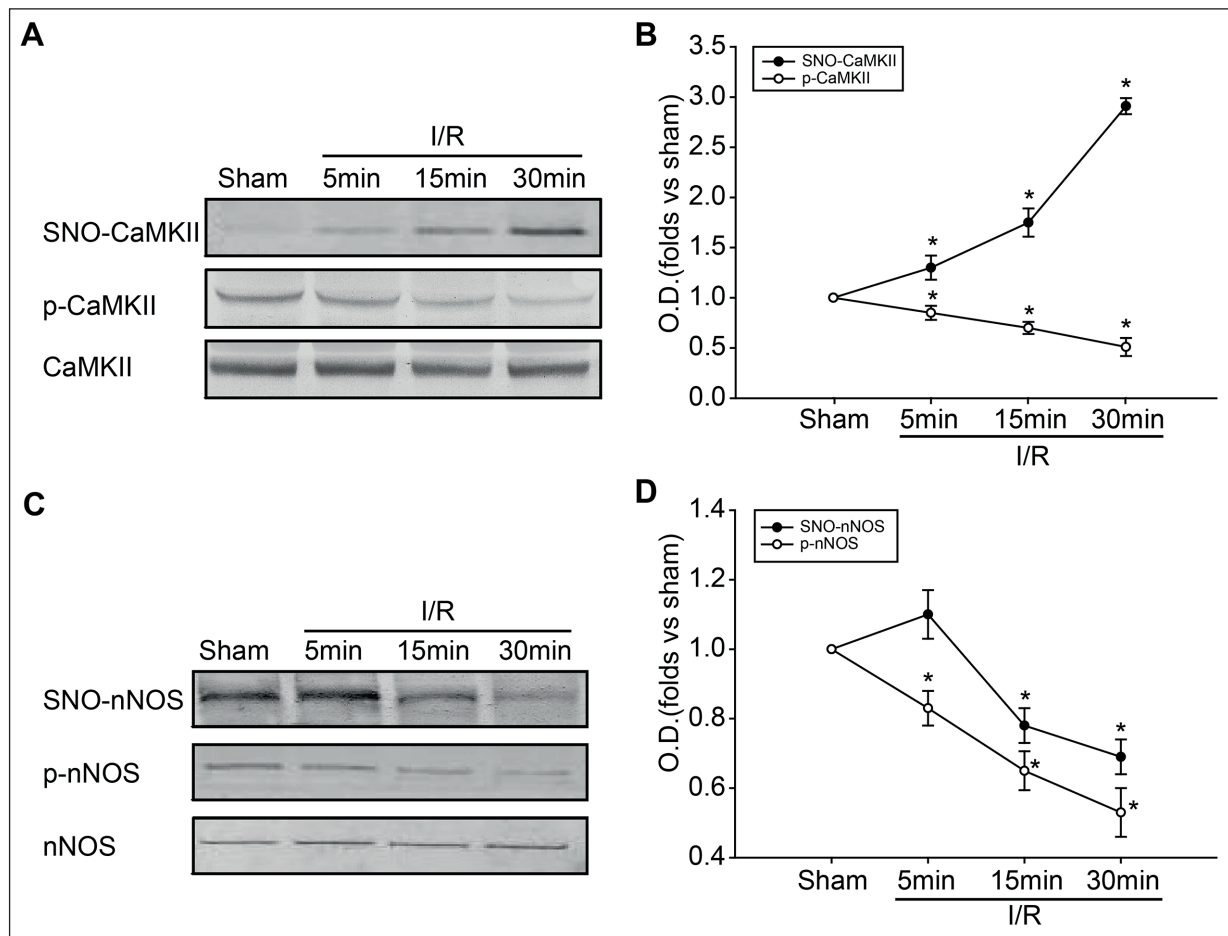 A
I/R
Sham 5min 15min 30min
SNO-CaMKII
p-CaMKII
CaMKII
B
O.D.(folds vs sham)
3.5
3.0
2.5
2.0
1.5
1.0
0.5
0.0
SNO-CaMKII
p-CaMKII
*
*
*
*
*
*
Sham 5min 15min 30min
I/R
C
I/R
Sham 5min 15min 30min
SNO-nNOS
p-nNOS
nNOS
D
O.D.(folds vs sham)
1.4
1.2
1.0
0.8
0.6
0.4
SNO-nNOS
p-nNOS
*
*
*
*
*
Sham 5min 15min 30min
I/R